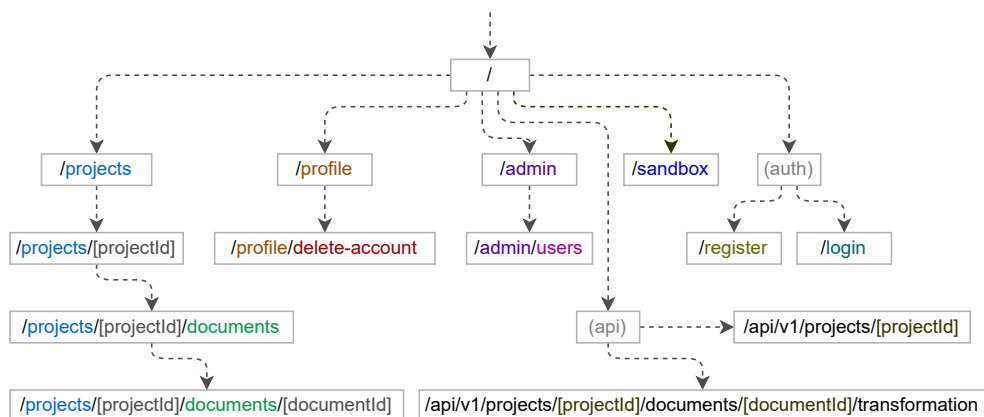 /
/projects
/profile
/admin
/sandbox
(auth)
/projects/[projectId]
/profile/delete-account
/admin/users
/register
/login
/projects/[projectId]/documents
(api)
/api/v1/projects/[projectId]
/projects/[projectId]/documents/[documentId]
/api/v1/projects/[projectId]/documents/[documentId]/transformation